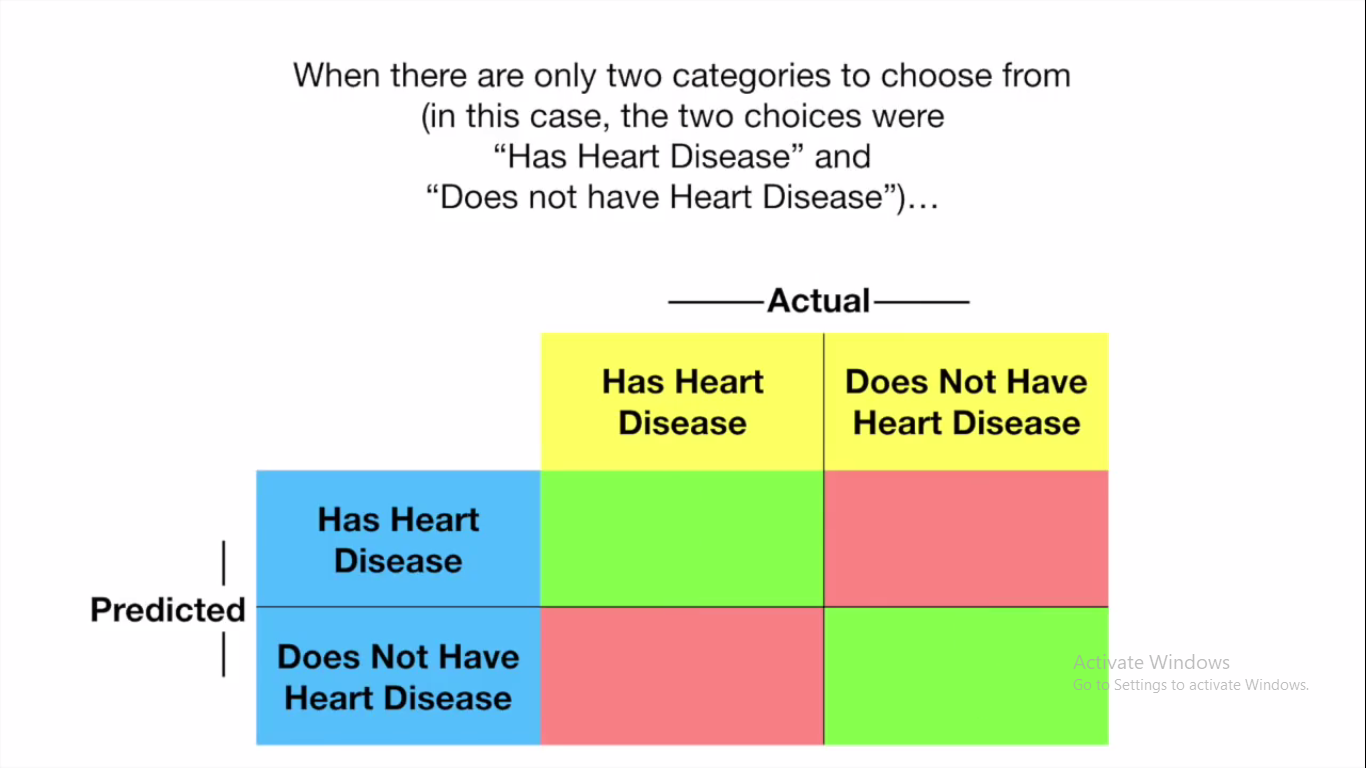 When there are only two categories to choose from
(in this case, the two choices were
“Has Heart Disease” and
“Does not have Heart Disease”)…
Actual
Has Heart
Disease
Does Not Have
Heart Disease
Has Heart
Disease
Predicted
Does Not Have
Heart Disease
Activate Windows
Go to Settings to activate Windows.